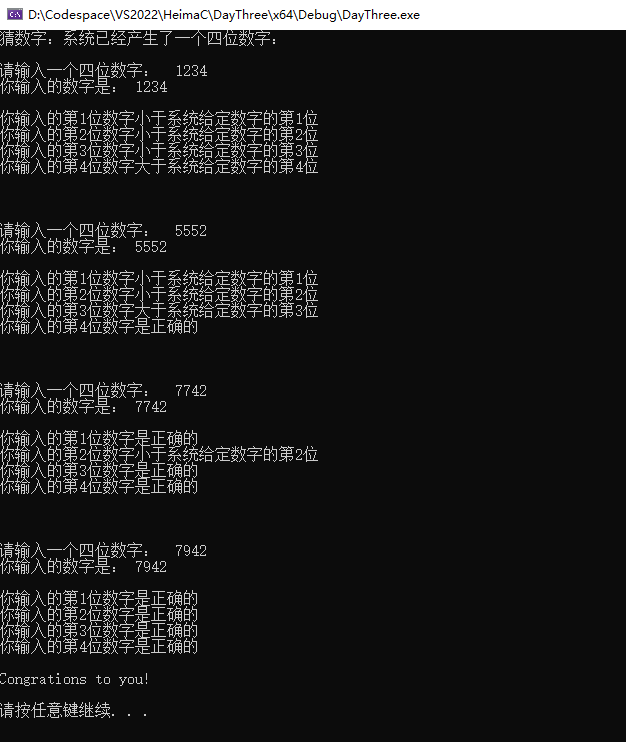 D:\Codespace\VS2022\HeimaC\DayThree\x64\Debug\DayThree.exe
猜数字：系统已经产生了一个四位数字：
请输入一个四位数字： 1234
你输入的数字是： 1234
你输入的第1位数字小于系统给定数字的第1位
你输入的第2位数字小于系统给定数字的第2位
你输入的第3位数字小于系统给定数字的第3位
你输入的第4位数字大于系统给定数字的第4位
请输入一个四位数字： 5552
你输入的数字是： 5552
你输入的第1位数字小于系统给定数字的第1位
你输入的第2位数字小于系统给定数字的第2位
你输入的第3位数字大于系统给定数字的第3位
你输入的第4位数字是正确的
请输入一个四位数字： 7742
你输入的数字是： 7742
你输入的第1位数字是正确的
你输入的第2位数字小于系统给定数字的第2位
你输入的第3位数字是正确的
你输入的第4位数字是正确的
请输入一个四位数字： 7942
你输入的数字是： 7942
你输入的第1位数字是正确的
你输入的第2位数字是正确的
你输入的第3位数字是正确的
你输入的第4位数字是正确的
Congrations to you!
请按任意键继续. . .